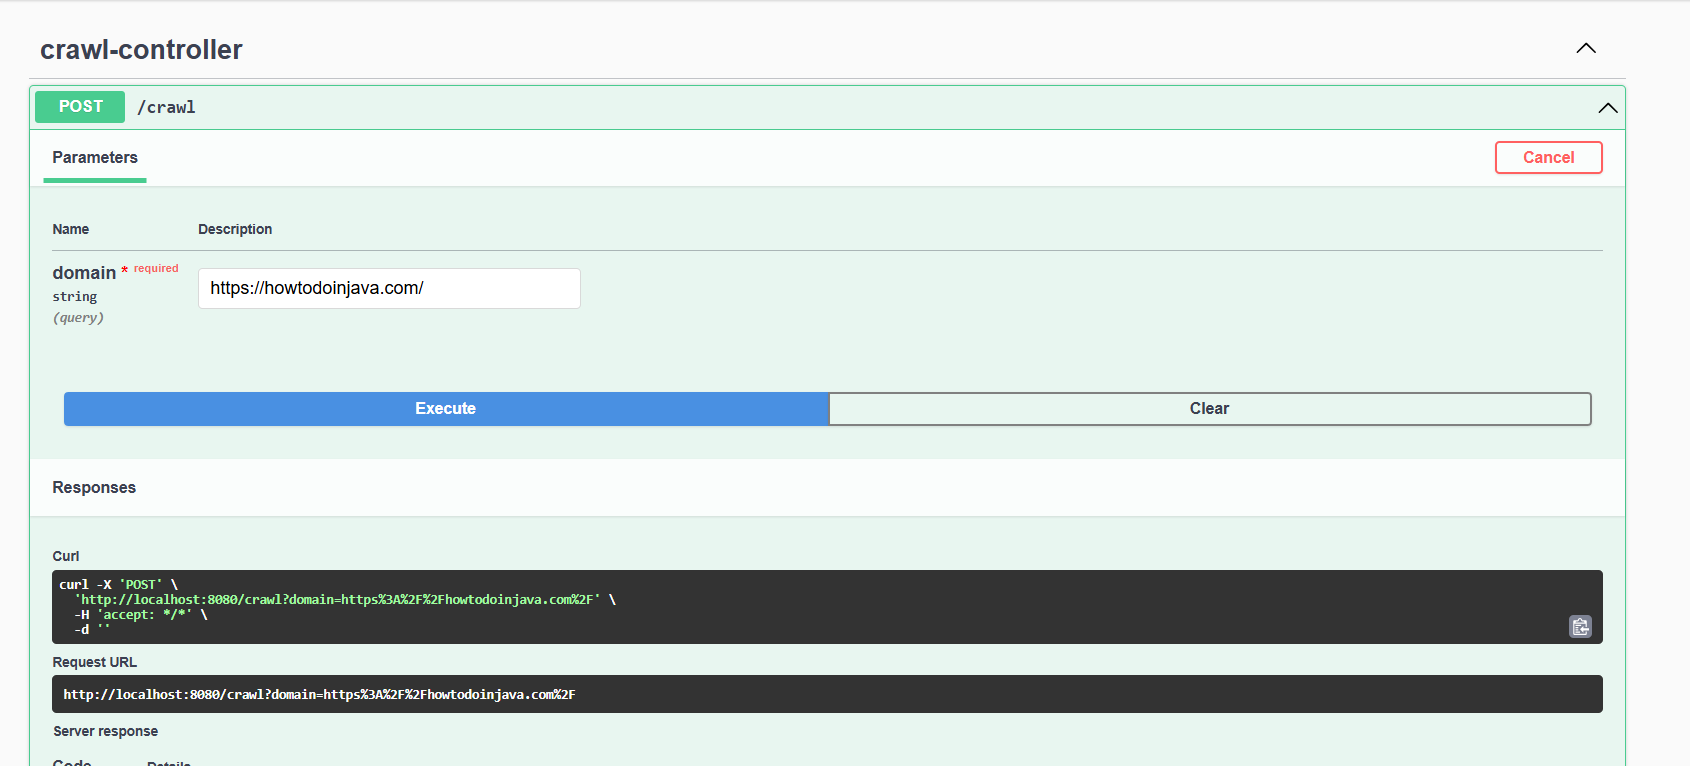 crawl-controller
POST /crawl
Parameters
Cancel
Name Description
domain * required
string
(query)
https://howtodoinjava.com/
Execute Clear
Responses
Curl
curl -X 'POST' \
'http://localhost:8080/crawl?domain=https%3A%2F%2Fhowtodoinjava.com%2F' \
-H 'accept: */*' \
-d ''
Request URL
http://localhost:8080/crawl?domain=https%3A%2F%2Fhowtodoinjava.com%2F
Server response
Code Details